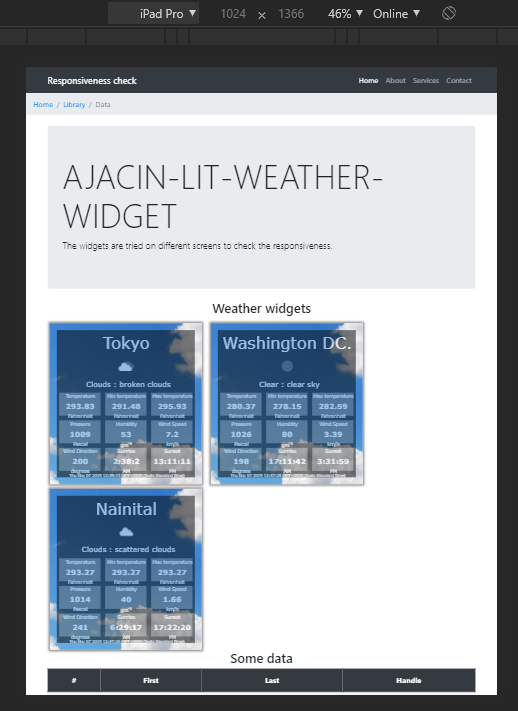 iPad Pro ▼ 1024 × 1366 46% ▼ Online ▼
Responsiveness check Home About Services Contact
Home / Library / Data
AJACIN-LIT-WEATHER-
WIDGET
The widgets are tried on different screens to check the responsiveness.
Weather widgets
Tokyo
Clouds : broken clouds
Temperature Min temperature Max temperature
293.83 291.48 295.93
Fahrenheit Fahrenheit Fahrenheit
Pressure Humidity Wind Speed
1009 53 7.2
Pascal gm/³ km/s
Wind Direction Sunrise Sunset
200 2:38:2 13:11:11
degrees AM PM
Washington DC.
Clear : clear sky
Temperature Min temperature Max temperature
280.37 278.15 282.59
Fahrenheit Fahrenheit Fahrenheit
Pressure Humidity Wind Speed
1026 80 3.39
Pascal km/s
Wind Direction Sunrise Sunset
198 17:11:42 3:31:59
degrees AM PM
Nainital
Clouds : scattered clouds
Temperature Min temperature Max temperature
293.27 293.27 293.27
Fahrenheit Fahrenheit Fahrenheit
Pressure Humidity Wind Speed
1014 40 1.66
Pascal km/s
Wind Direction Sunrise Sunset
241 6:29:17 17:22:20
degrees AM PM
Some data
# First Last Handle